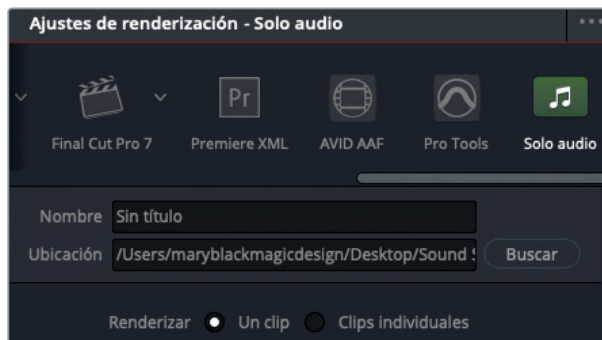 Ajustes de renderización - Solo audio
Pr
Final Cut Pro 7 Premiere XML AVID AAF Pro Tools Solo audio
Nombre Sin título
Ubicación /Users/maryblackmagicdesign/Desktop/Sound Buscar
Renderizar Un clip Clips individuales